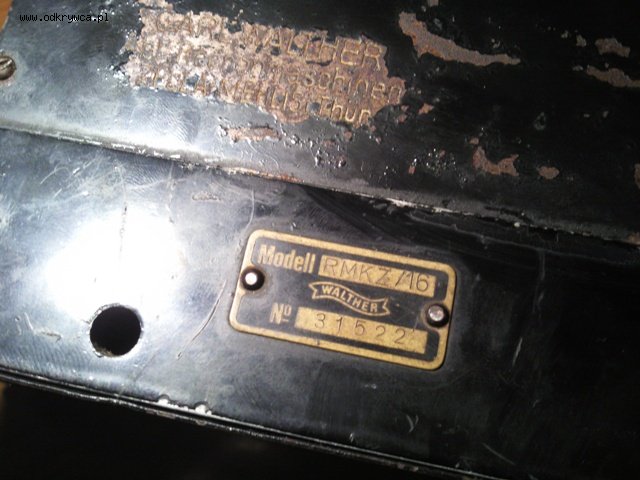 www.odkrywca.pl
CARL WALTHER
Thür
Modell RMKZ/16
WALTHER
No 31522